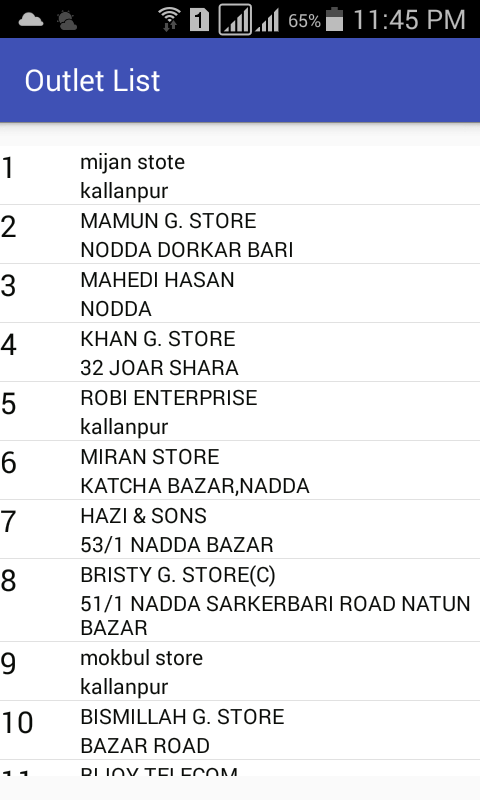 1 65% 11:45 PM
Outlet List
1 mijan stote
kallanpur
2 MAMUN G. STORE
NODDA DORKAR BARI
3 MAHEDI HASAN
NODDA
4 KHAN G. STORE
32 JOAR SHARA
5 ROBI ENTERPRISE
kallanpur
6 MIRAN STORE
KATCHA BAZAR,NADDA
7 HAZI & SONS
53/1 NADDA BAZAR
8 BRISTY G. STORE(C)
51/1 NADDA SARKERBARI ROAD NATUN
BAZAR
9 mokbul store
kallanpur
10 BISMILLAH G. STORE
BAZAR ROAD
11 BIJOY TELECOM